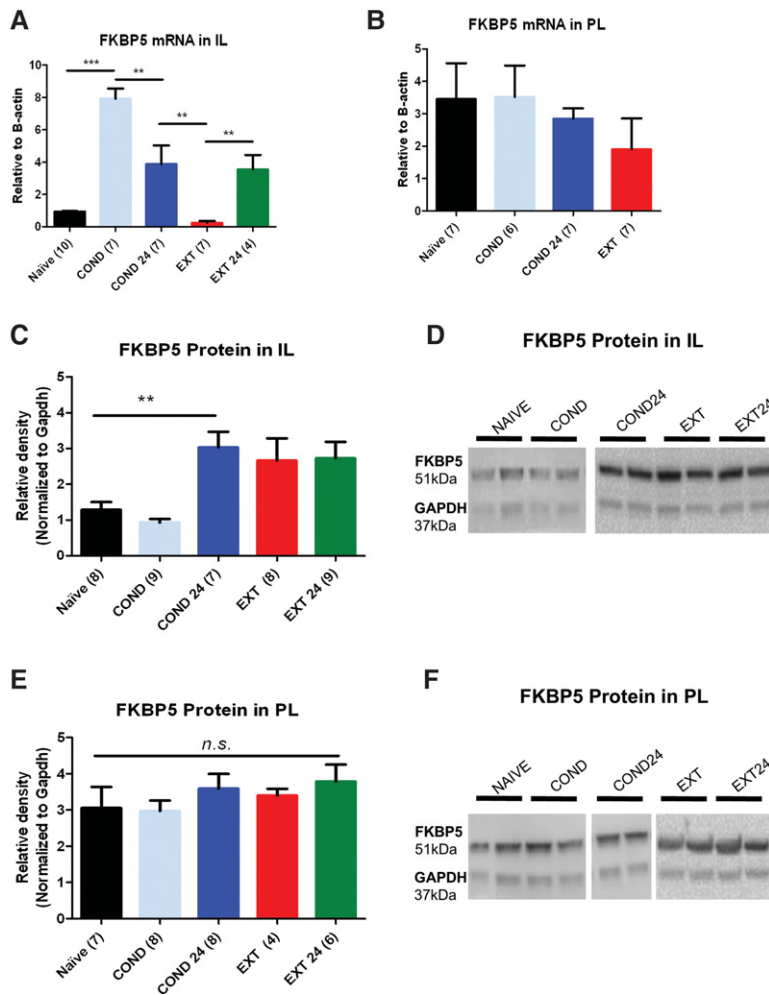 A
FKBP5 mRNA in IL
Relative to B-actin
10
8
6
4
2
0
***
**
**
**
Naïve (10)
COND (7)
COND 24 (7)
EXT (7)
EXT 24 (4)
B
FKBP5 mRNA in PL
Relative to B-actin
5
4
3
2
1
0
Naïve (7)
COND (6)
COND 24 (7)
EXT (7)
C
FKBP5 Protein in IL
Relative density
(Normalized to Gapdh)
5
4
3
2
1
0
**
Naïve (8)
COND (9)
COND 24 (7)
EXT (8)
EXT 24 (9)
D
FKBP5 Protein in IL
NAIVE
COND
COND24
EXT
EXT24
FKBP5
51kDa
GAPDH
37kDa
E
FKBP5 Protein in PL
Relative density
(Normalized to Gapdh)
5
4
3
2
1
0
n.s.
Naïve (7)
COND (8)
COND 24 (8)
EXT (4)
EXT 24 (6)
F
FKBP5 Protein in PL
NAIVE
COND
COND24
EXT
EXT24
FKBP5
51kDa
GAPDH
37kDa